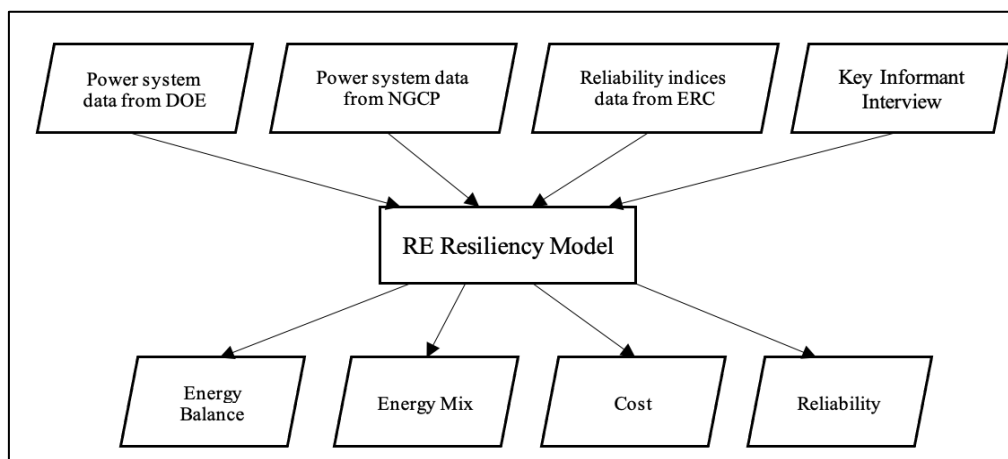 Power system
data from DOE
Power system data
from NGCP
Reliability indices
data from ERC
Key Informant
Interview
RE Resiliency Model
Energy
Balance
Energy Mix
Cost
Reliability